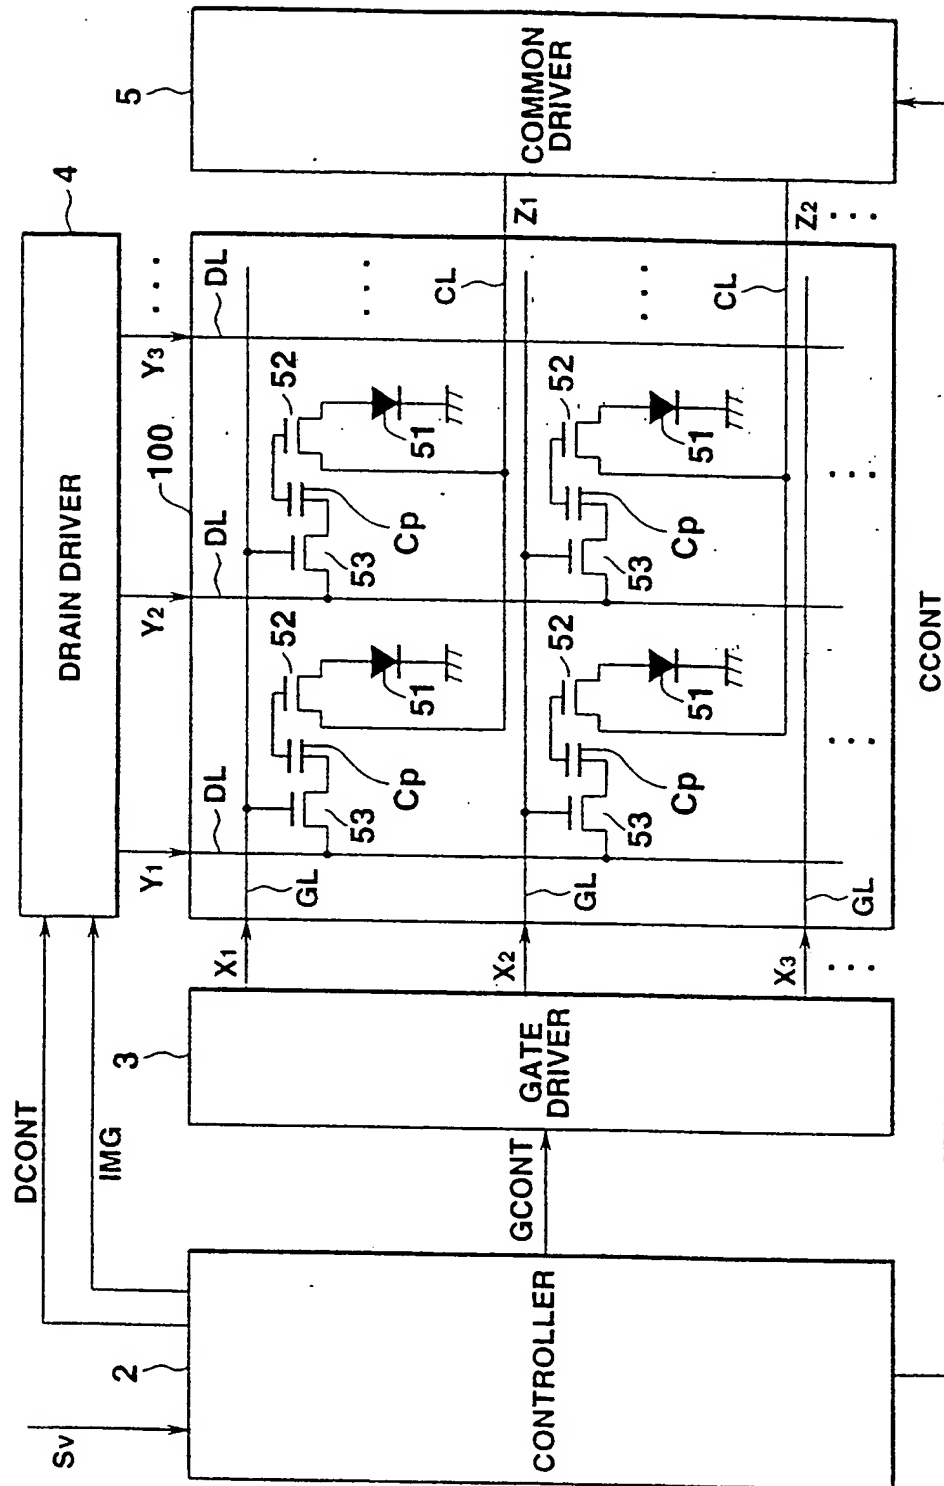 Sv
2
CONTROLLER
DCONT
IMG
GCONT
3
GATE
DRIVER
X1
X2
X3
4
DRAIN DRIVER
Y1
Y2
Y3
100
DL
DL
DL
GL
GL
GL
53
Cp
52
51
53
Cp
52
51
53
Cp
52
51
53
Cp
52
51
CL
CL
Z1
Z2
5
COMMON
DRIVER
CCONT